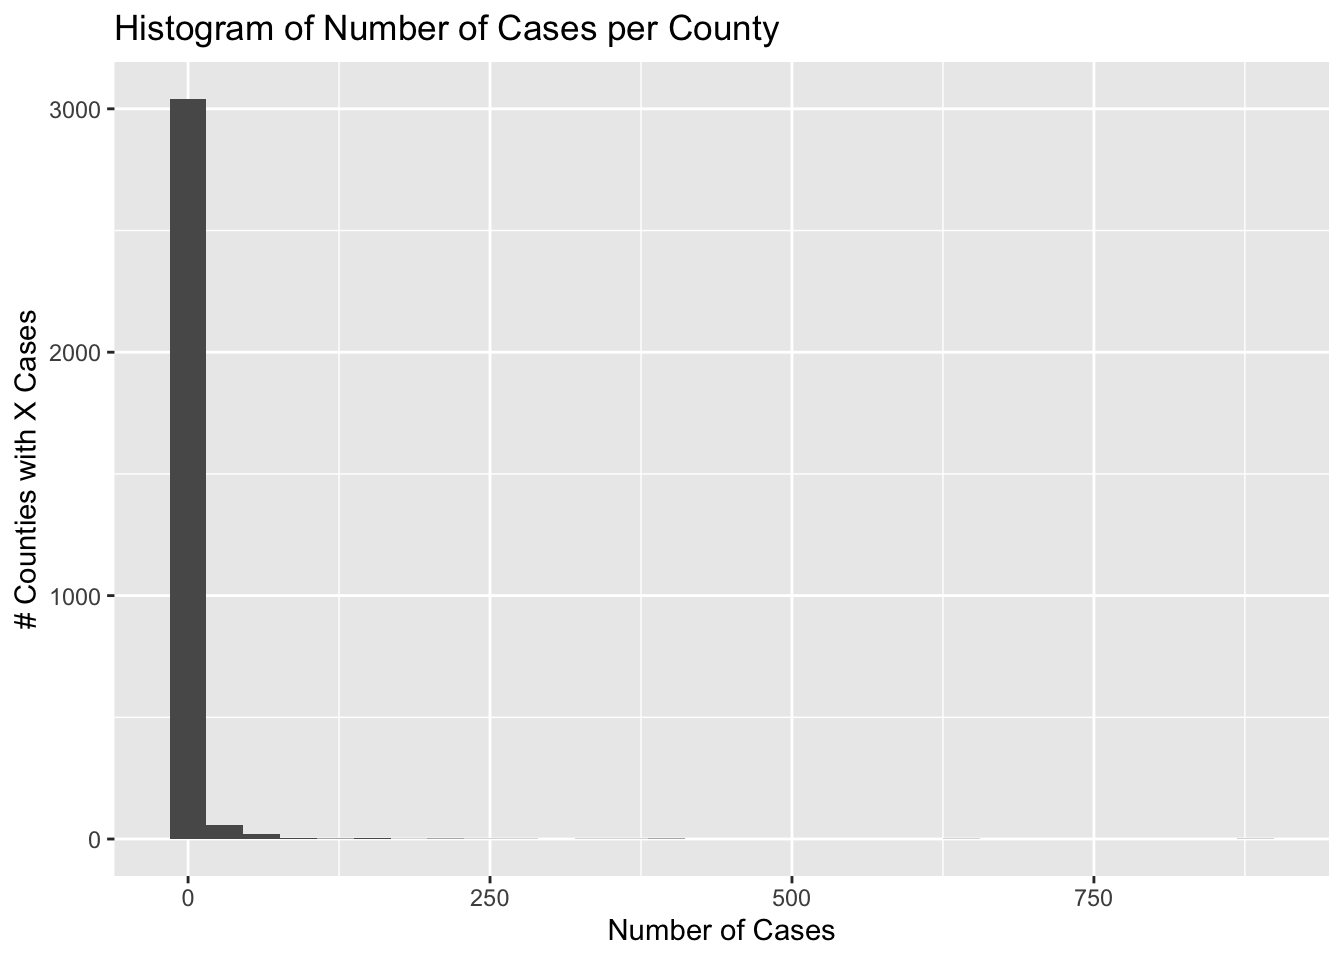 Histogram of Number of Cases per County
# Counties with X Cases
3000
2000
1000
0
0 250 500 750
Number of Cases